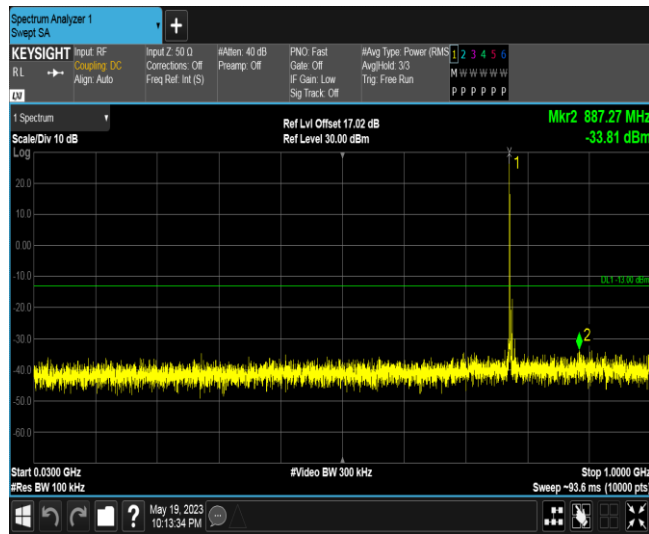 Spectrum Analyzer 1
Swept SA
+
KEYSIGHT
RL
LXI
Input: RF
Coupling: DC
Align: Auto
Input Z: 50 Ω
Corrections: Off
Freq Ref: Int (S)
#Atten: 40 dB
Preamp: Off
PNO: Fast
Gate: Off
IF Gain: Low
Sig Track: Off
#Avg Type: Power (RMS
Avg|Hold: 3/3
Trig: Free Run
1 2 3 4 5 6
M W W W W W
P P P P P P
1 Spectrum
Scale/Div 10 dB
Ref Lvl Offset 17.02 dB
Ref Level 30.00 dBm
Mkr2 887.27 MHz
-33.81 dBm
Log
1
20.0
10.0
0.00
-10.0
DL1 -13.00 dBm
-20.0
-30.0
2
-40.0
-50.0
-60.0
Start 0.0300 GHz
#Video BW 300 kHz
Stop 1.0000 GHz
#Res BW 100 kHz
Sweep ~93.6 ms (10000 pts)
?
May 19, 2023
10:13:34 PM